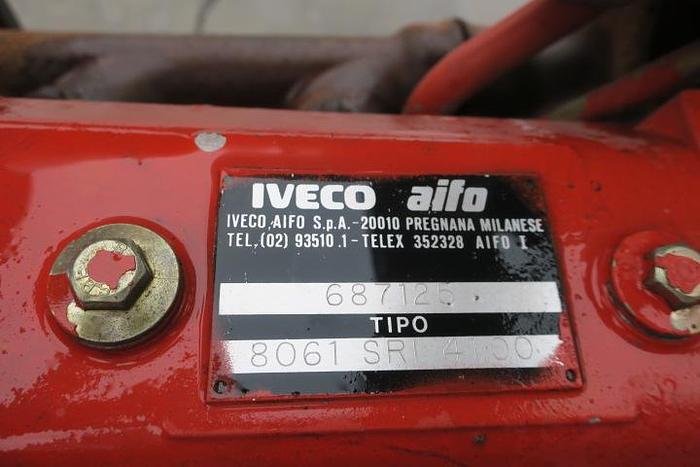 IVECO aifo
IVECO AIFO S.p.A.-20010 PREGNANA MILANESE
TEL.(02) 93510.1-TELEX 352328 AIFO I
687125
TIPO
8061 SRI